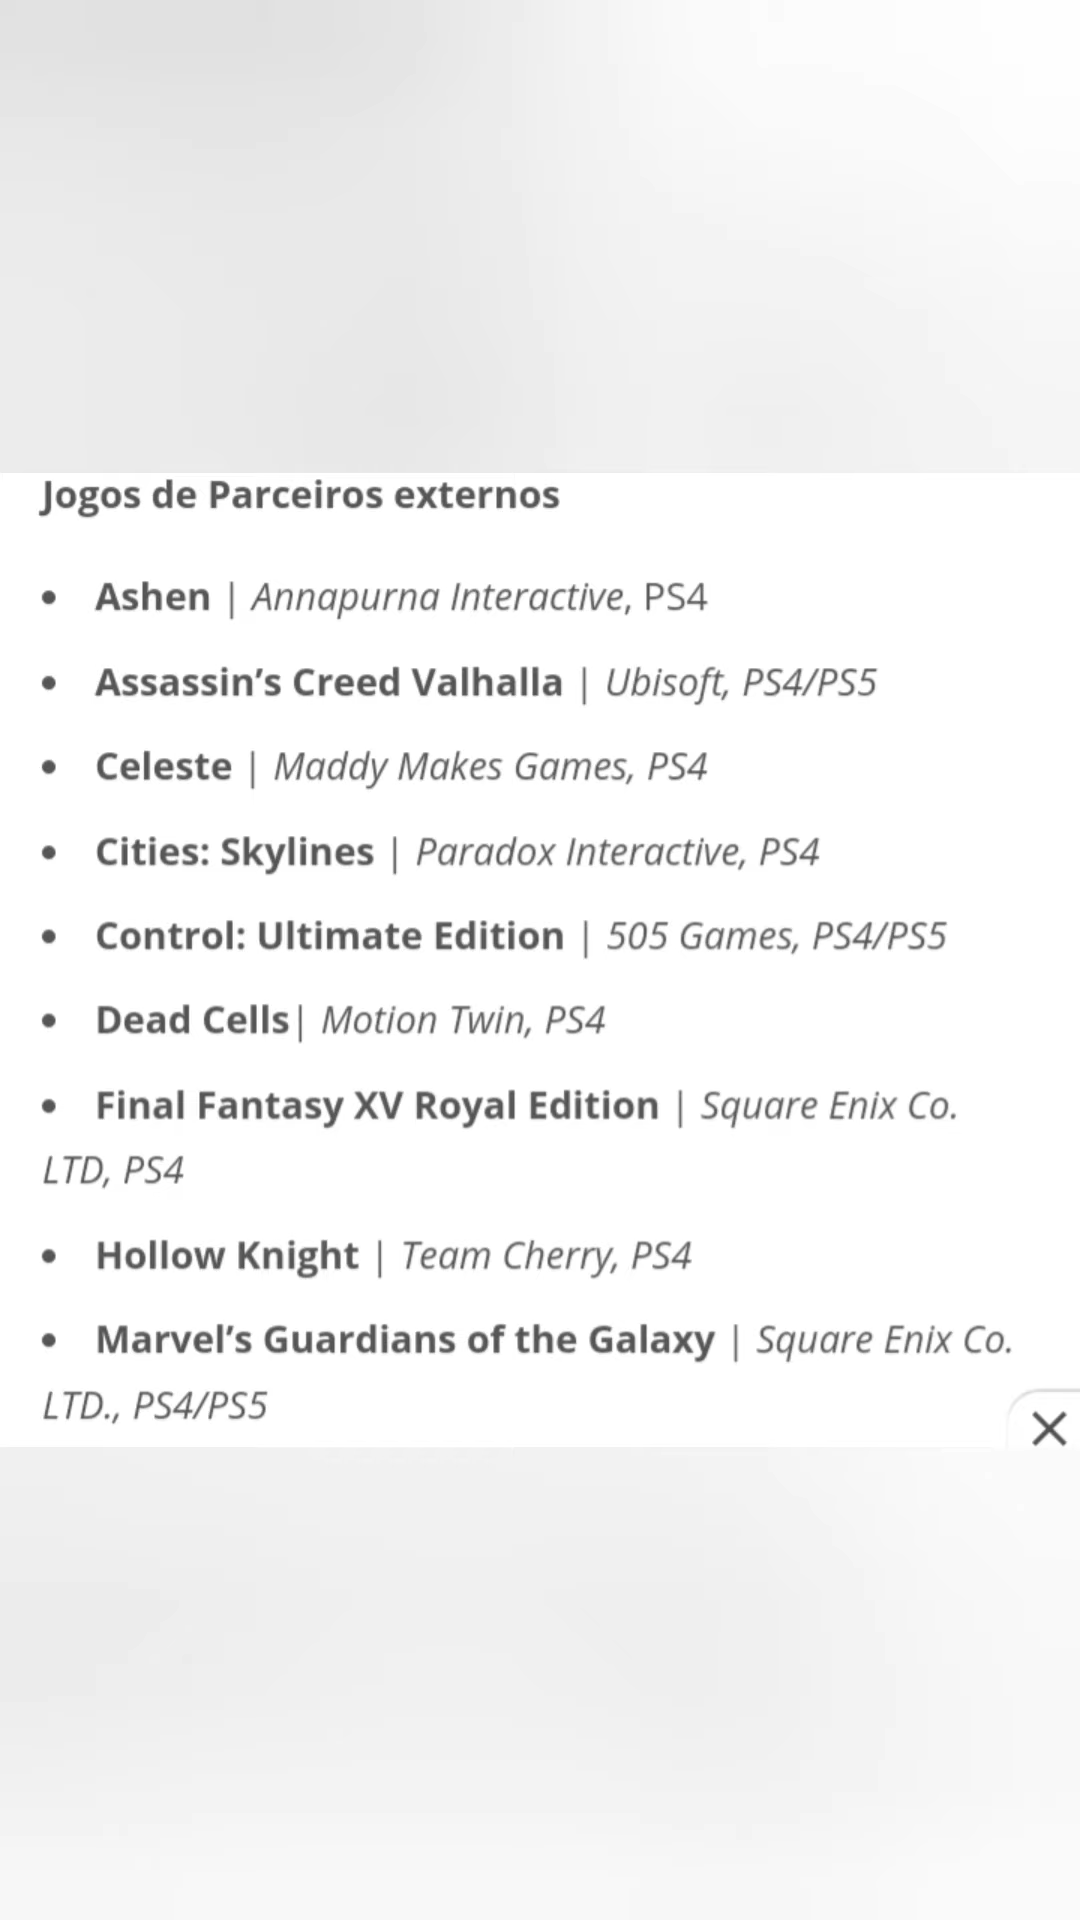 Jogos de Parceiros externos
• Ashen | Annapurna Interactive, PS4
• Assassin’s Creed Valhalla | Ubisoft, PS4/PS5
• Celeste | Maddy Makes Games, PS4
• Cities: Skylines | Paradox Interactive, PS4
• Control: Ultimate Edition | 505 Games, PS4/PS5
• Dead Cells| Motion Twin, PS4
• Final Fantasy XV Royal Edition | Square Enix Co.
LTD, PS4
• Hollow Knight | Team Cherry, PS4
• Marvel’s Guardians of the Galaxy | Square Enix Co.
LTD., PS4/PS5